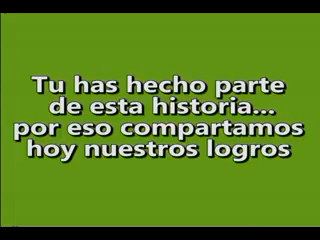 Tu has hecho parte
de esta historia...
por eso compartamos
hoy nuestros logros